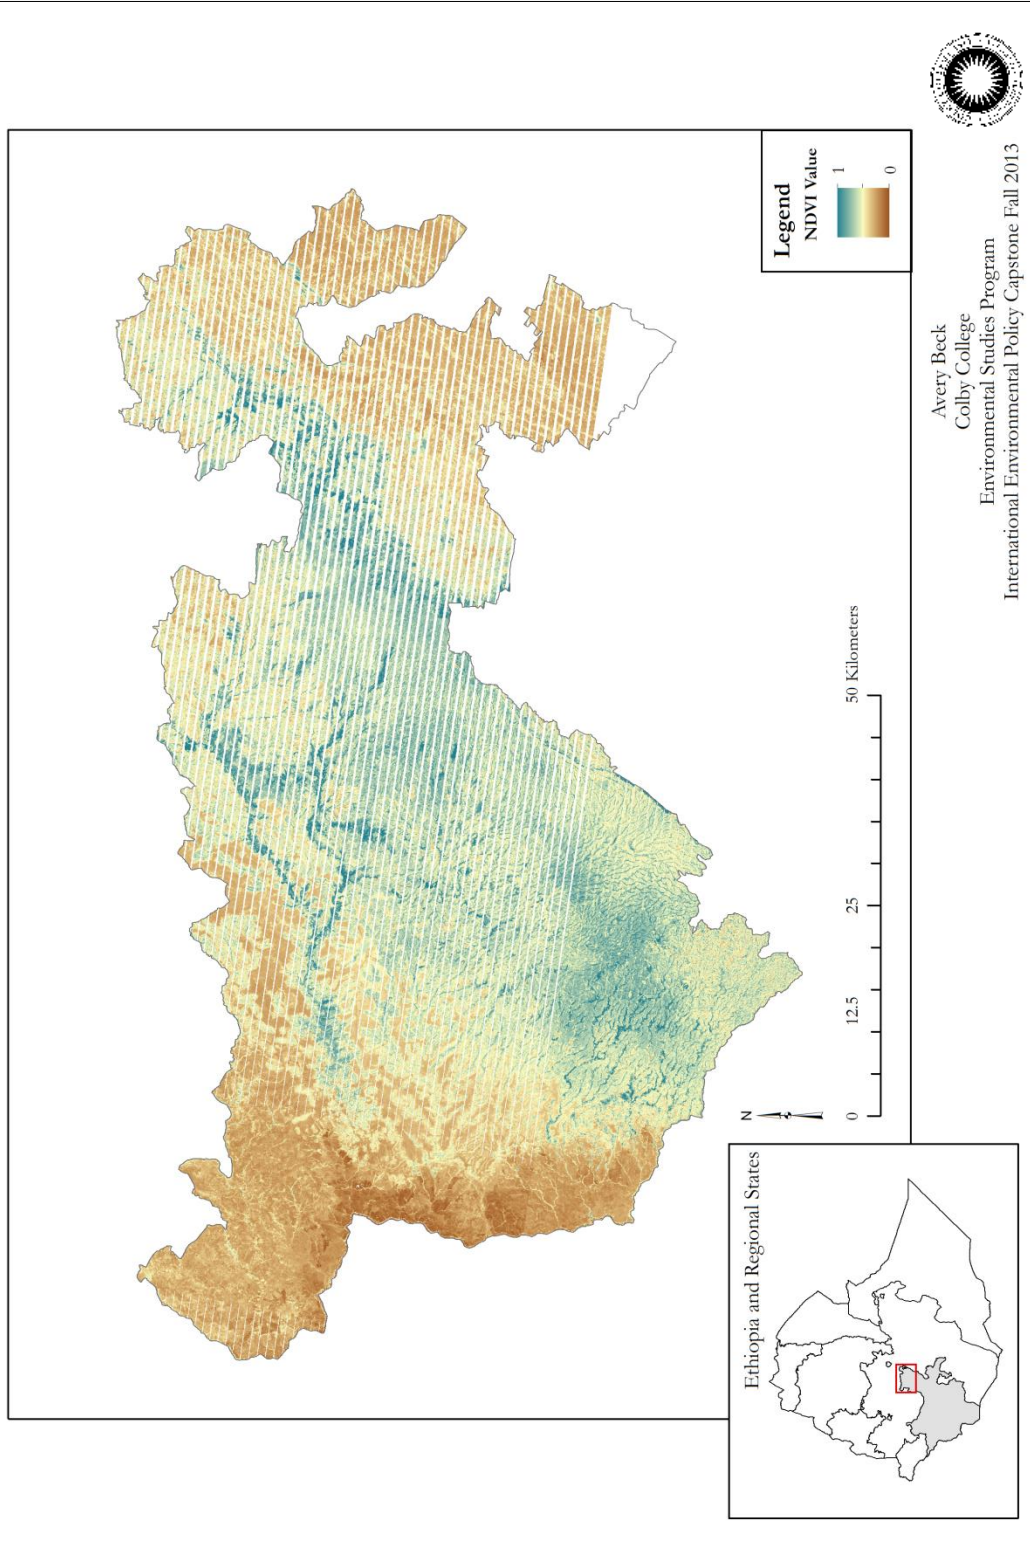 Legend
NDVI Value
1
0
N
0
12.5
25
50 Kilometers
Ethiopia and Regional States
Avery Beck
Colby College
Environmental Studies Program
International Environmental Policy Capstone Fall 2013